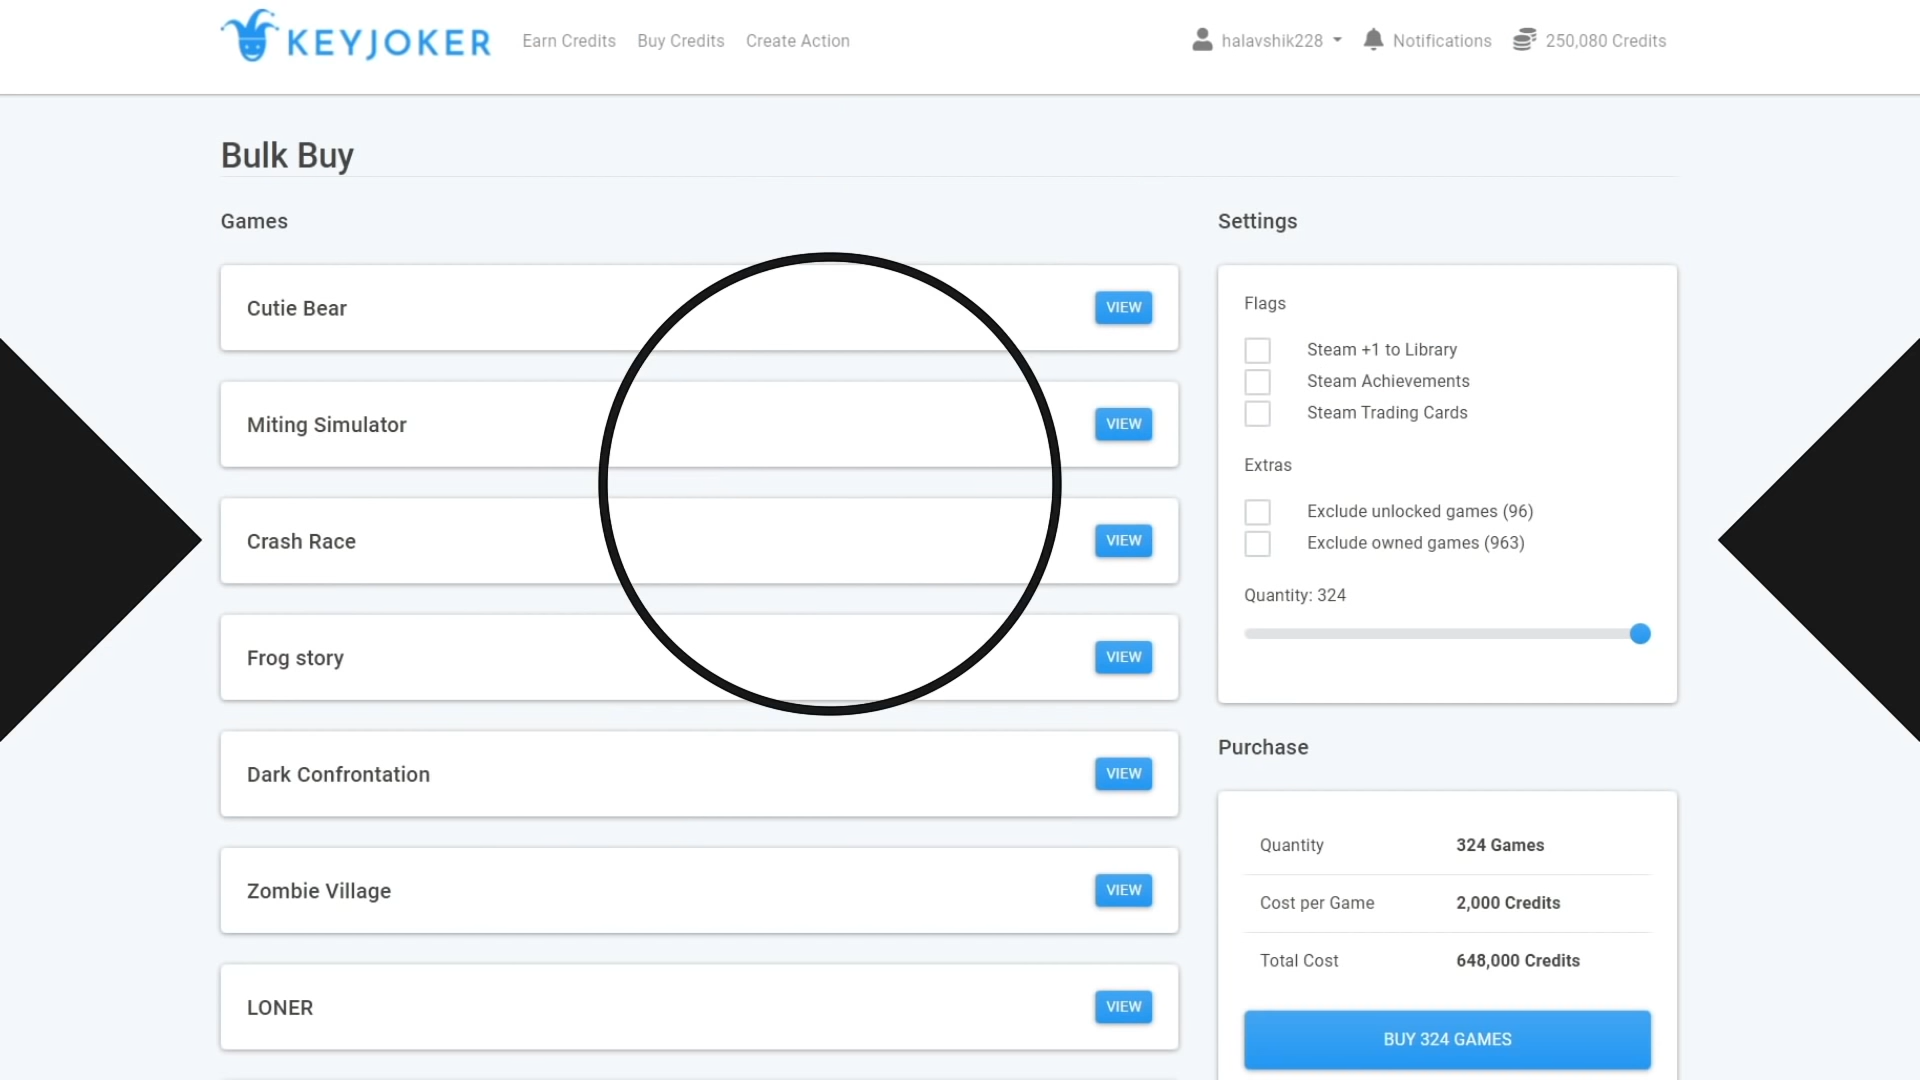 KEYJOKER
Earn Credits
Buy Credits
Create Action
halavshik228
Notifications
250,080 Credits
Bulk Buy
Games
Cutie Bear
VIEW
Miting Simulator
VIEW
Crash Race
VIEW
Frog story
VIEW
Dark Confrontation
VIEW
Zombie Village
VIEW
LONER
VIEW
Settings
Flags
Steam +1 to Library
Steam Achievements
Steam Trading Cards
Extras
Exclude unlocked games (96)
Exclude owned games (963)
Quantity: 324
Purchase
Quantity 324 Games
Cost per Game 2,000 Credits
Total Cost 648,000 Credits
BUY 324 GAMES